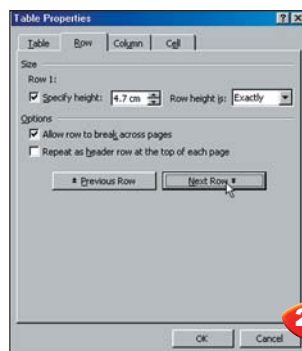 Table Properties
Table Row Column Cell
Size
Row 1:
Specify height: 4.7 cm Row height is: Exactly
Options
Allow row to break across pages
Repeat as header row at the top of each page
Previous Row Next Row
2
OK Cancel